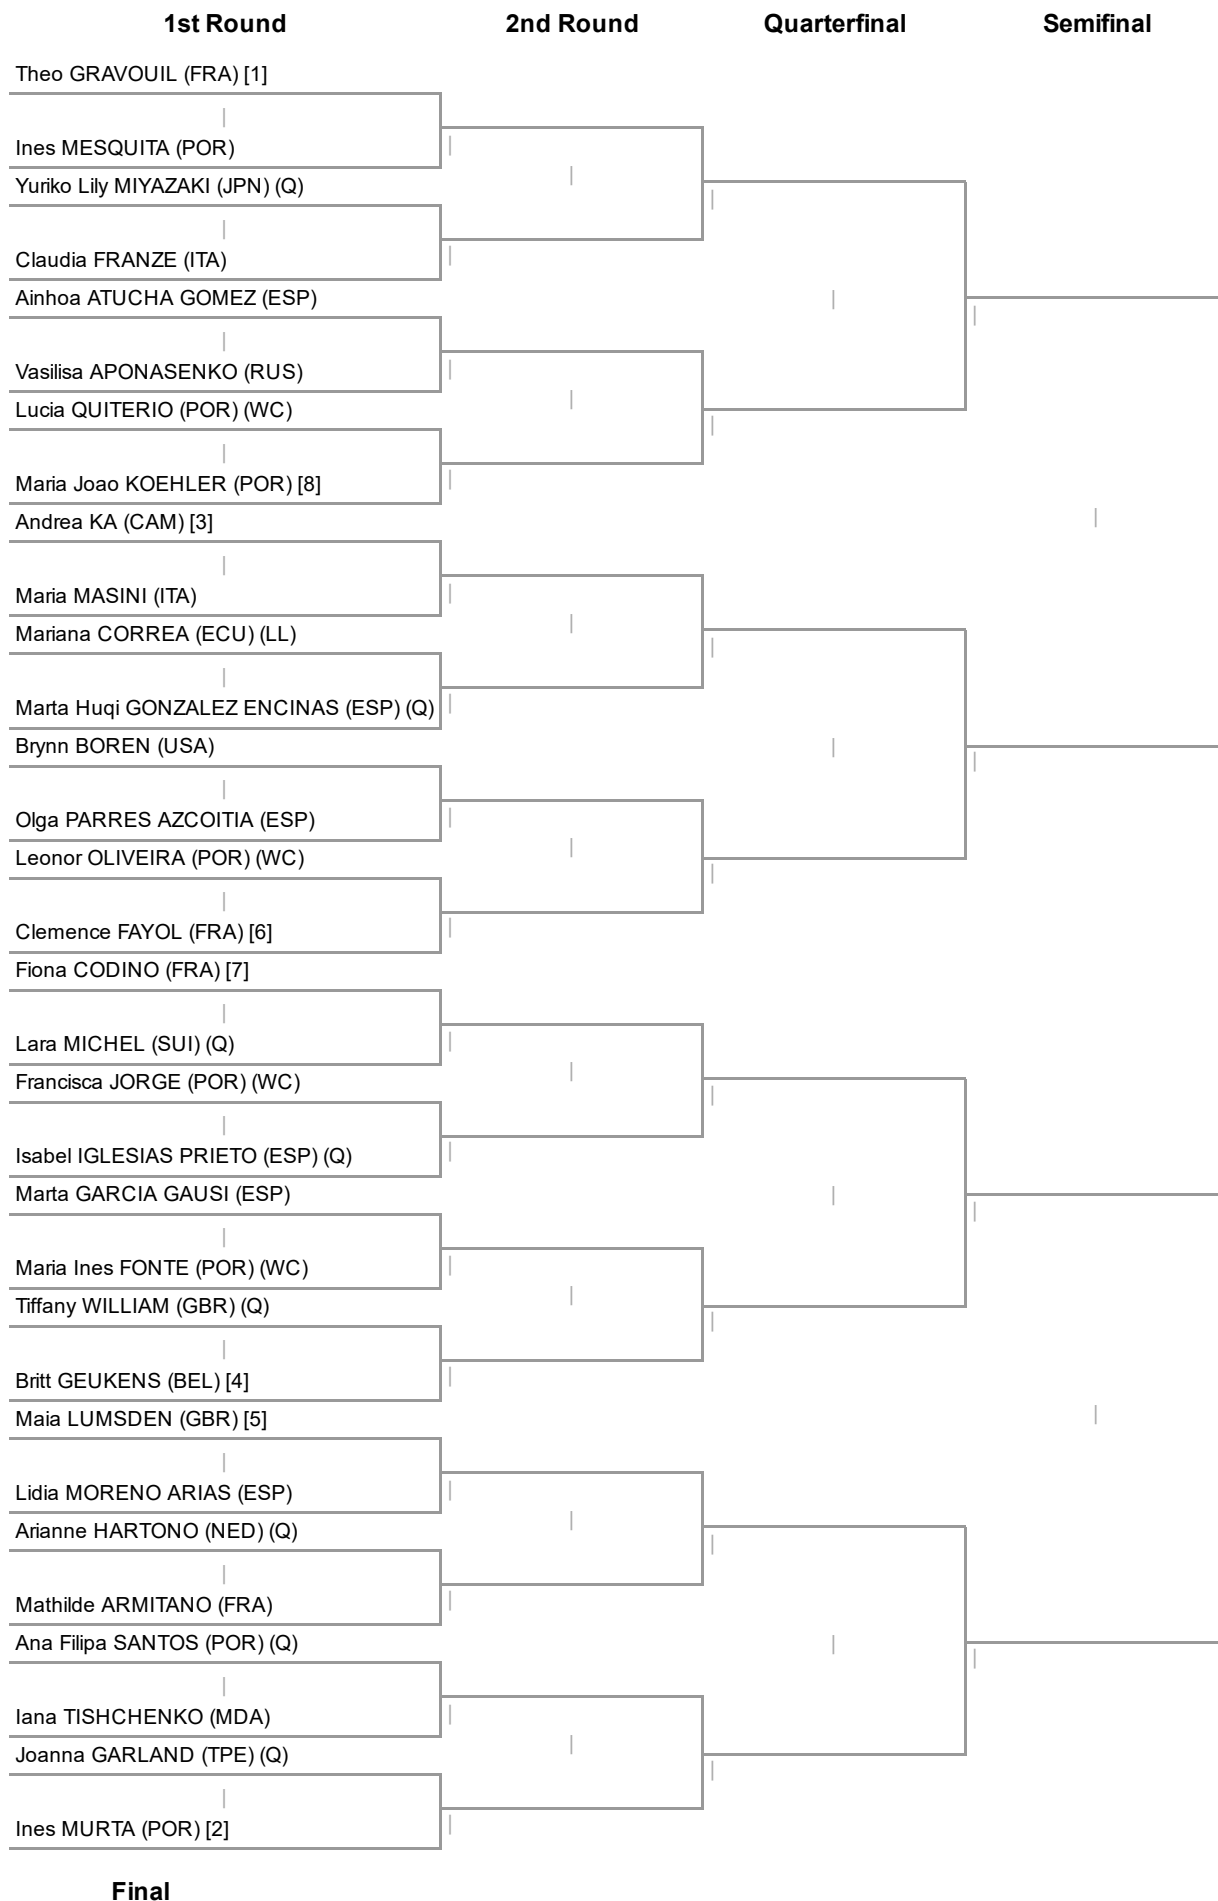 1st Round 2nd Round Quarterfinal Semifinal
Theo GRAVOUIL (FRA) [1]
Ines MESQUITA (POR)
Yuriko Lily MIYAZAKI (JPN) (Q)
Claudia FRANZE (ITA)
Ainhoa ATUCHA GOMEZ (ESP)
Vasilisa APONASENKO (RUS)
Lucia QUITERIO (POR) (WC)
Maria Joao KOEHLER (POR) [8]
Andrea KA (CAM) [3]
Maria MASINI (ITA)
Mariana CORREA (ECU) (LL)
Marta Huqi GONZALEZ ENCINAS (ESP) (Q)
Brynn BOREN (USA)
Olga PARRES AZCOITIA (ESP)
Leonor OLIVEIRA (POR) (WC)
Clemence FAYOL (FRA) [6]
Fiona CODINO (FRA) [7]
Lara MICHEL (SUI) (Q)
Francisca JORGE (POR) (WC)
Isabel IGLESIAS PRIETO (ESP) (Q)
Marta GARCIA GAUSI (ESP)
Maria Ines FONTE (POR) (WC)
Tiffany WILLIAM (GBR) (Q)
Britt GEUKENS (BEL) [4]
Maia LUMSDEN (GBR) [5]
Lidia MORENO ARIAS (ESP)
Arianne HARTONO (NED) (Q)
Mathilde ARMITANO (FRA)
Ana Filipa SANTOS (POR) (Q)
Iana TISHCHENKO (MDA)
Joanna GARLAND (TPE) (Q)
Ines MURTA (POR) [2]
Final